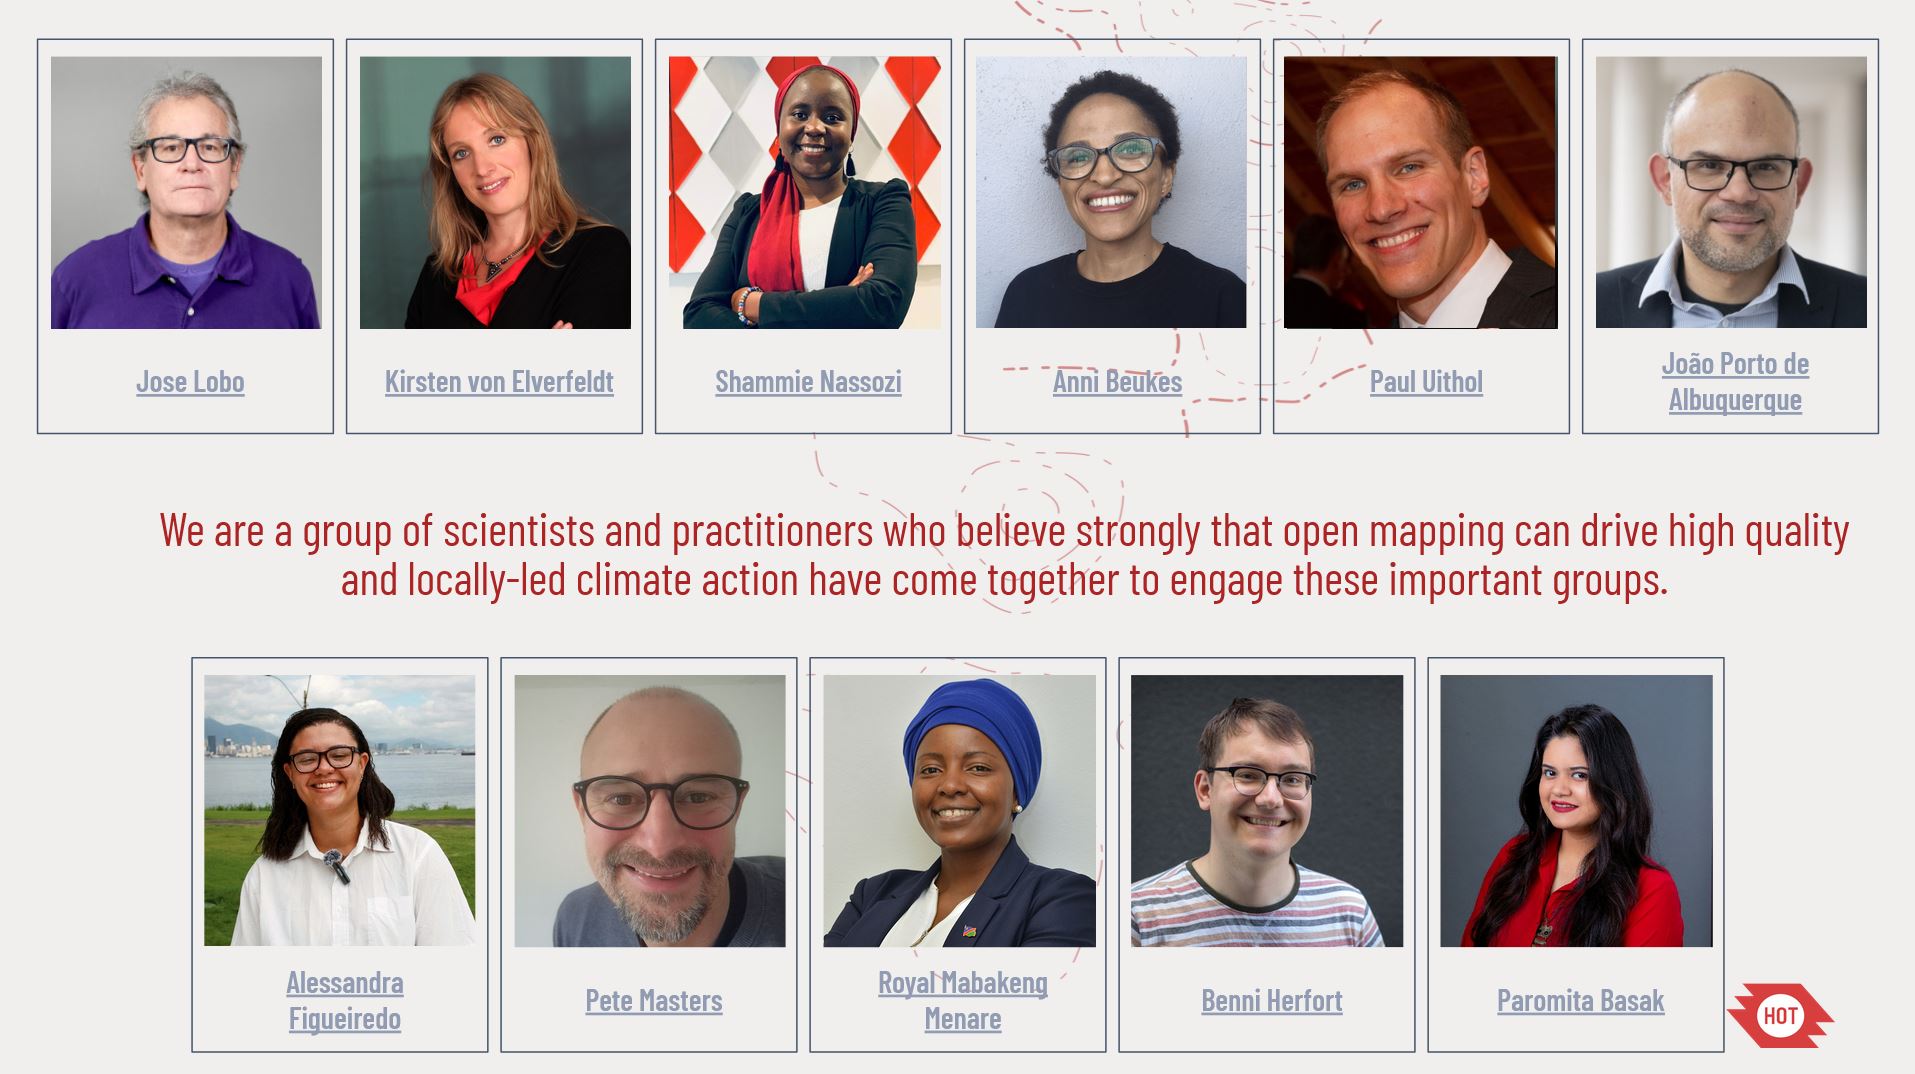 Jose Lobo
Kirsten von Elverfeldt
Shammie Nassozi
Anni Beukes
Paul Uithol
João Porto de
Albuquerque
We are a group of scientists and practitioners who believe strongly that open mapping can drive high quality
and locally-led climate action have come together to engage these important groups.
Alessandra
Figueiredo
Pete Masters
Royal Mabakeng
Menare
Benni Herfort
Paromita Basak
HOT